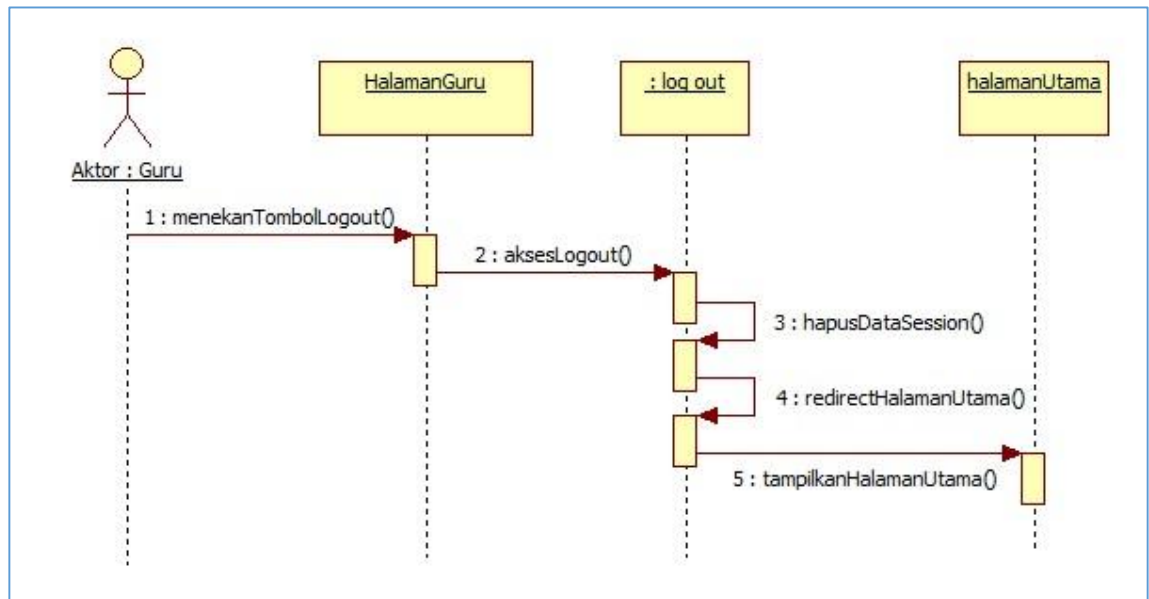 HalamanGuru
: log out
halamanUtama
Aktor : Guru
1 : menekanTombolLogout()
2 : aksesLogout()
3 : hapusDataSession()
4 : redirectHalamanUtama()
5 : tampilkanHalamanUtama()